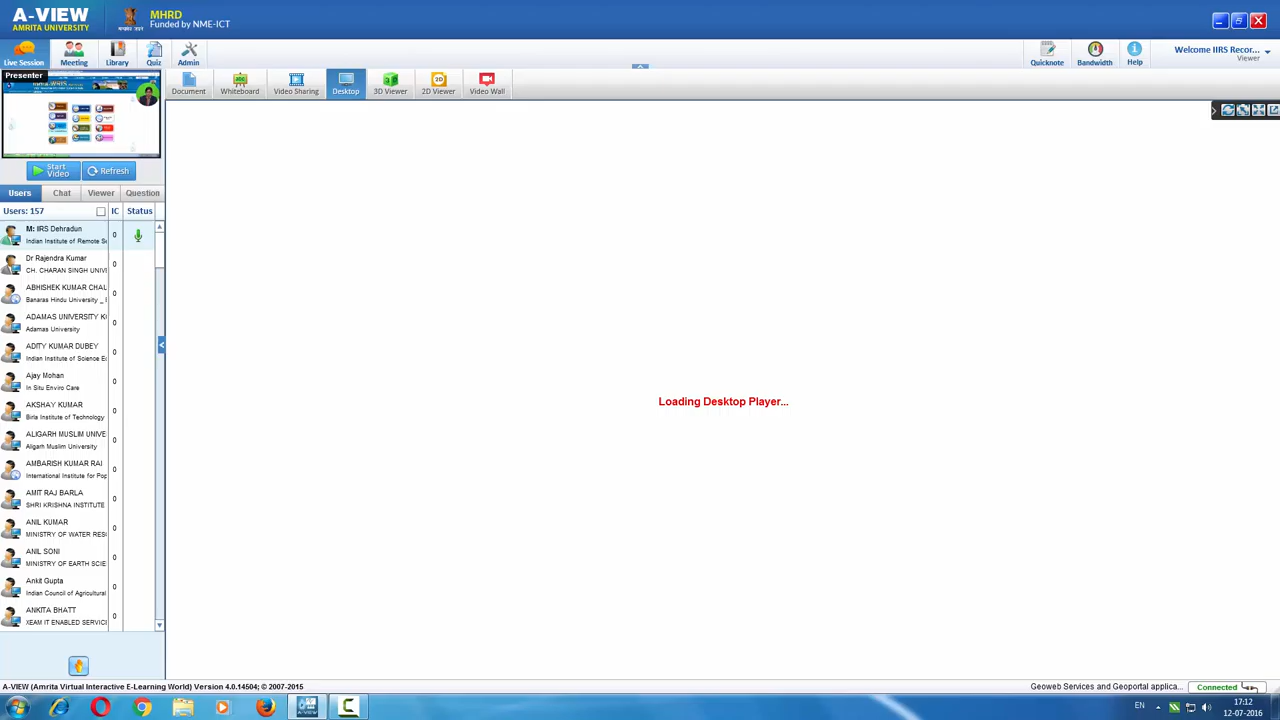 A-VIEW
AMRITA UNIVERSITY
MHRD
Funded by NME-ICT
Live Session
Meeting
Library
Quiz
Admin
Quicknote
Bandwidth
Help
Welcome IIRS Recor...
Viewer
Presenter
Document
Whiteboard
Video Sharing
Desktop
3D Viewer
2D Viewer
Video Wall
Start Video
Refresh
Users
Chat
Viewer
Question
Users: 157
IC
Status
M: IIRS Dehradun
Indian Institute of Remote S
0
Dr Rajendra Kumar
CH. CHARAN SINGH UNIV
0
ABHISHEK KUMAR CHAU
Banaras Hindu University _
0
ADAMAS UNIVERSITY K
Adamas University
0
ADITY KUMAR DUBEY
Indian Institute of Science E
0
Ajay Mohan
In Situ Enviro Care
0
AKSHAY KUMAR
Birla Institute of Technology
0
ALIGARH MUSLIM UNIVE
Aligarh Muslim University
0
AMBARISH KUMAR RAI
International Institute for Pop
0
AMIT RAJ BARLA
SHRI KRISHNA INSTITUTE
0
ANIL KUMAR
MINISTRY OF WATER RES
0
ANIL SONI
MINISTRY OF EARTH SCIE
0
Ankit Gupta
Indian Council of Agricultural
0
ANKITA BHATT
XEAM IT ENABLED SERVIC
0
Loading Desktop Player...
A-VIEW (Amrita Virtual Interactive E-Learning World) Version 4.0.14504; © 2007-2015
Geoweb Services and Geoportal applica...
Connected
EN
17:12
12-07-2016